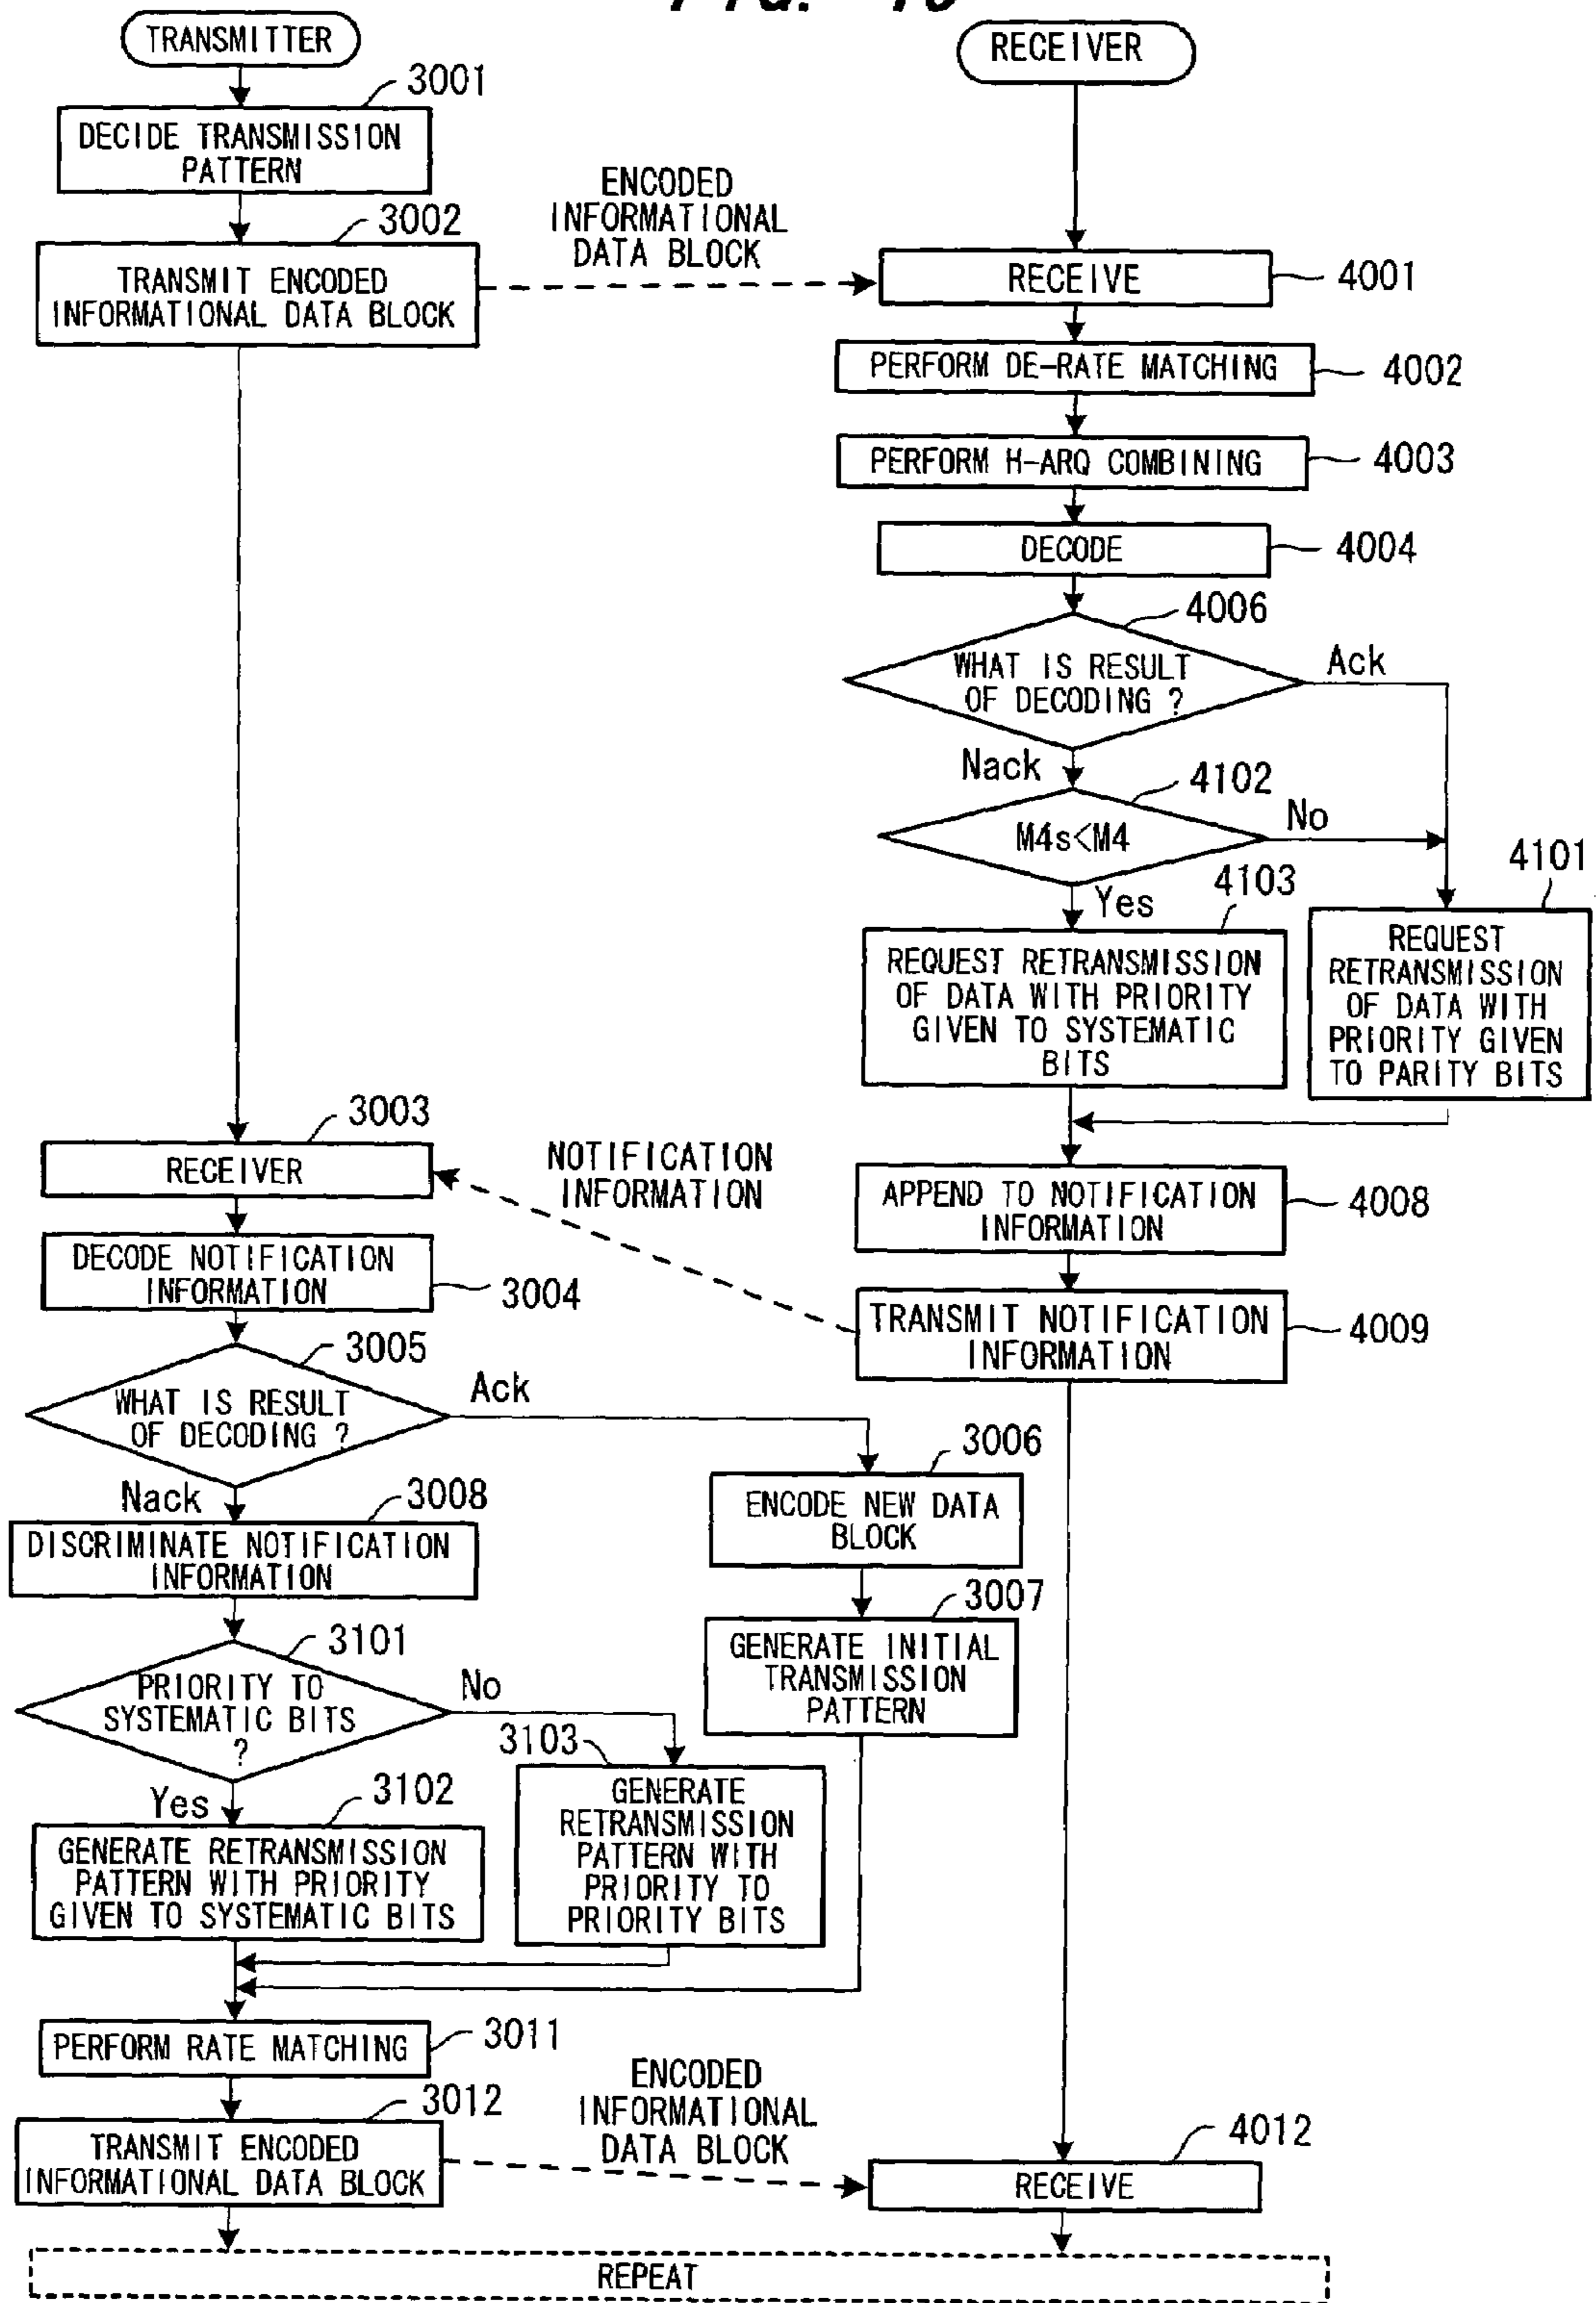 TRANSMITTER
3001
DECIDE TRANSMISSION
PATTERN
3002
TRANSMIT ENCODED
INFORMATIONAL DATA BLOCK
ENCODED
INFORMATIONAL
DATA BLOCK
RECEIVER
RECEIVE
4001
PERFORM DE-RATE MATCHING
4002
PERFORM H-ARQ COMBINING
4003
DECODE
4004
4006
WHAT IS RESULT
OF DECODING ?
Ack
Nack
4102
M4s<M4
No
Yes
4103
REQUEST RETRANSMISSION
OF DATA WITH PRIORITY
GIVEN TO SYSTEMATIC
BITS
4101
REQUEST
RETRANSMISSION
OF DATA WITH
PRIORITY GIVEN
TO PARITY BITS
APPEND TO NOTIFICATION
INFORMATION
4008
TRANSMIT NOTIFICATION
INFORMATION
4009
NOTIFICATION
INFORMATION
3003
RECEIVER
DECODE NOTIFICATION
INFORMATION
3004
3005
WHAT IS RESULT
OF DECODING ?
Ack
Nack
3006
ENCODE NEW DATA
BLOCK
3007
GENERATE INITIAL
TRANSMISSION
PATTERN
3008
DISCRIMINATE NOTIFICATION
INFORMATION
3101
PRIORITY TO
SYSTEMATIC BITS
?
No
Yes
3102
GENERATE RETRANSMISSION
PATTERN WITH PRIORITY
GIVEN TO SYSTEMATIC BITS
3103
GENERATE
RETRANSMISSION
PATTERN WITH
PRIORITY TO
PRIORITY BITS
PERFORM RATE MATCHING
3011
3012
TRANSMIT ENCODED
INFORMATIONAL DATA BLOCK
ENCODED
INFORMATIONAL
DATA BLOCK
4012
RECEIVE
REPEAT